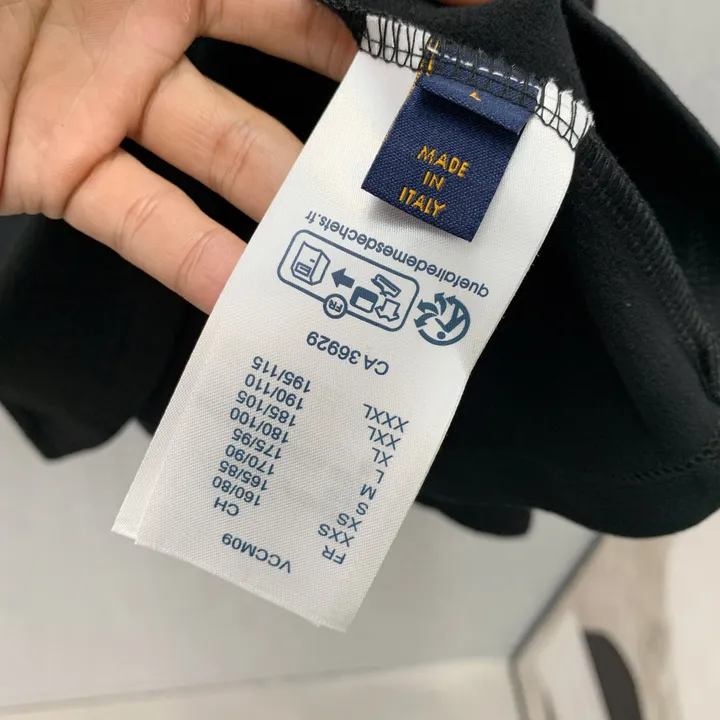 MADE
IN
ITALY
VCCM09
FR CH
XXS 160/80
XS 165/85
S 170/90
M 175/95
L 180/100
XL 185/105
XXL 190/110
XXXL 195/115
CA 36929
FR
quefairedemesdechets.fr